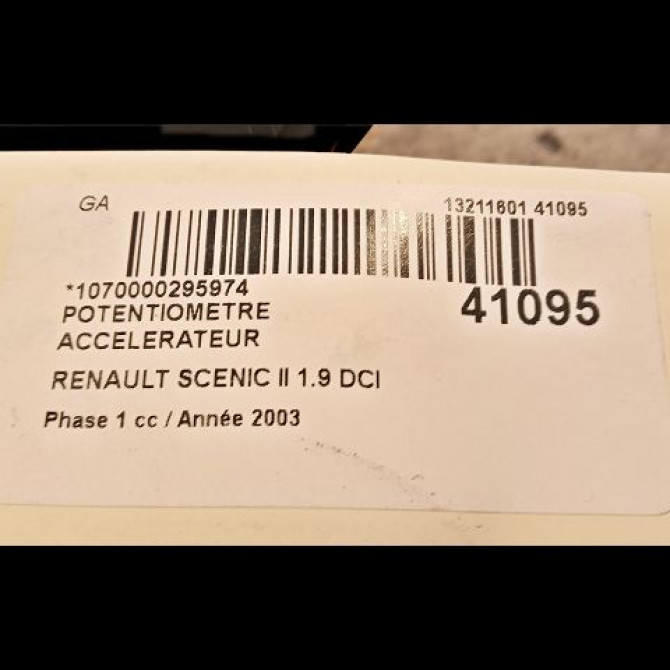 GA
13211601 41095
*1070000295974
41095
POTENTIOMETRE
ACCELERATEUR
RENAULT SCENIC II 1.9 DCI
Phase 1 cc / Année 2003